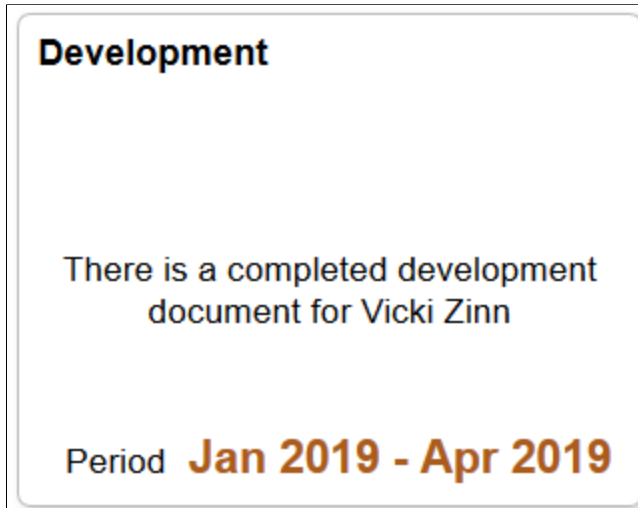 Development
There is a completed development
document for Vicki Zinn
Period Jan 2019 - Apr 2019